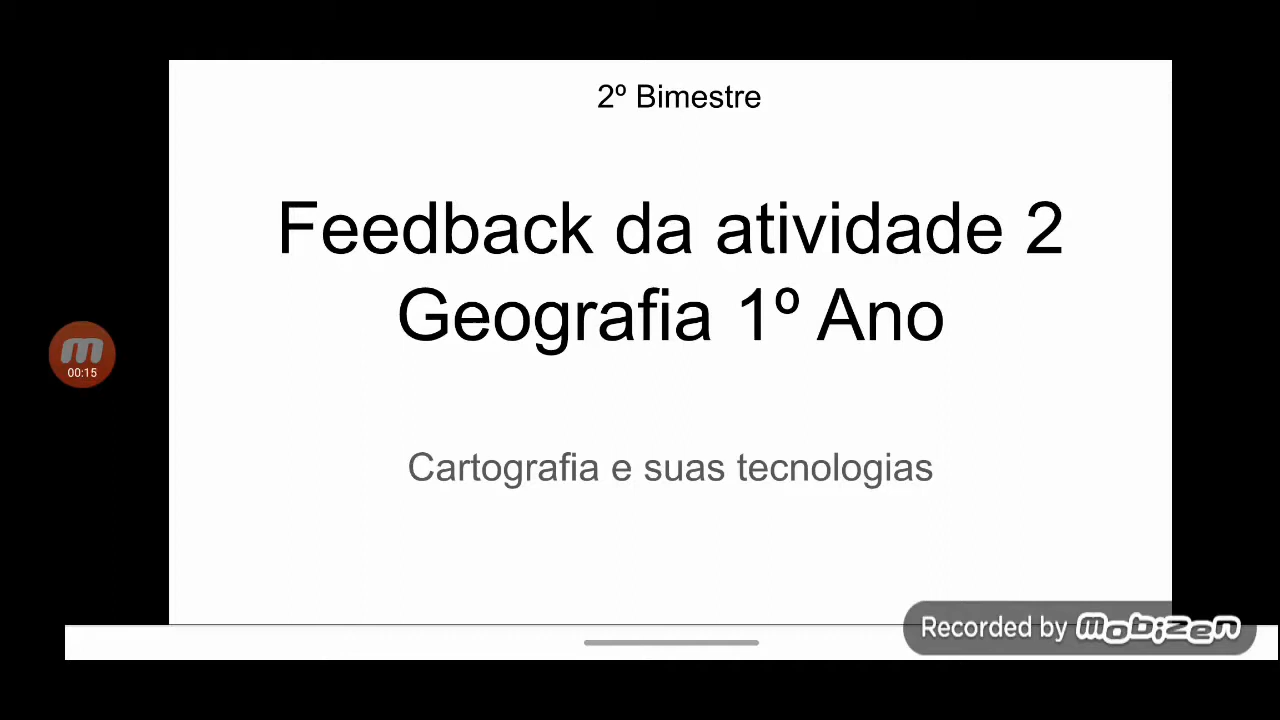 2º Bimestre
Feedback da atividade 2
Geografia 1º Ano
m
00:15
Cartografia e suas tecnologias
Recorded by mobizen